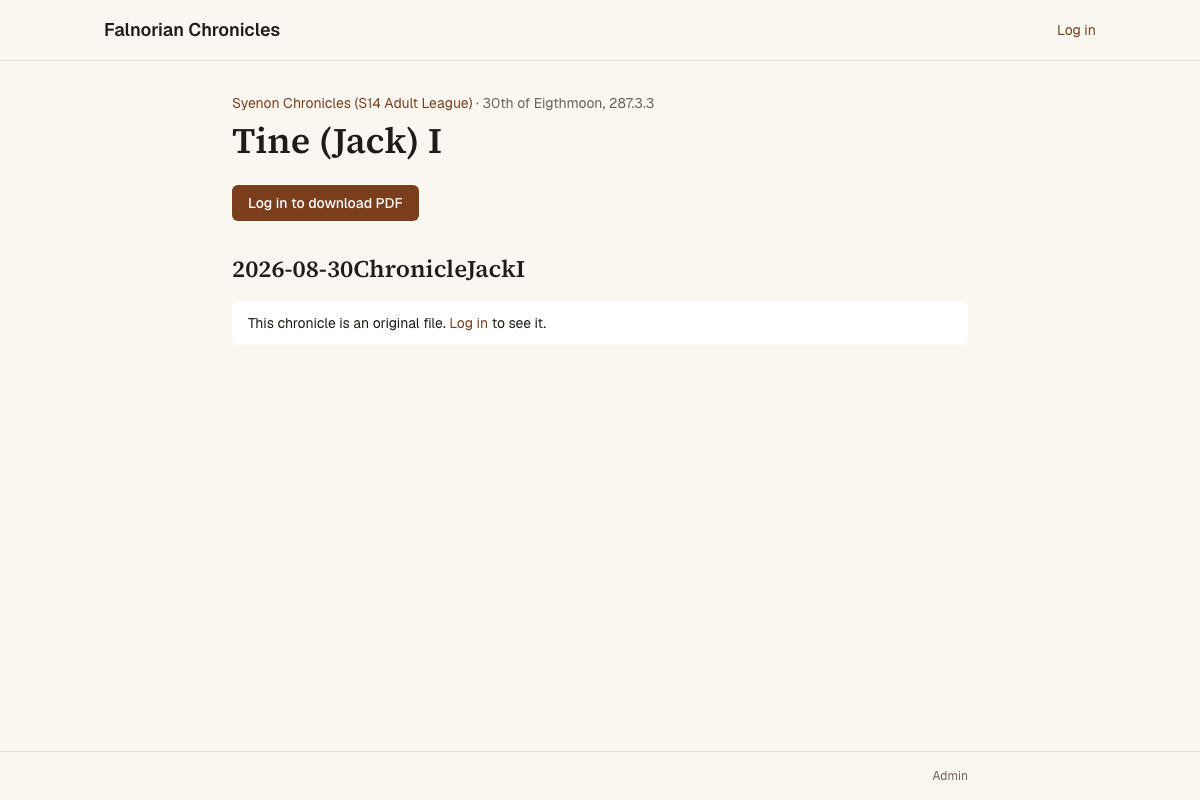 Falnorian Chronicles
Log in
Syenon Chronicles (S14 Adult League) · 30th of Eigthmoon, 287.3.3
Tine (Jack) I
Log in to download PDF
2026-08-30ChronicleJackI
This chronicle is an original file. Log in to see it.
Admin